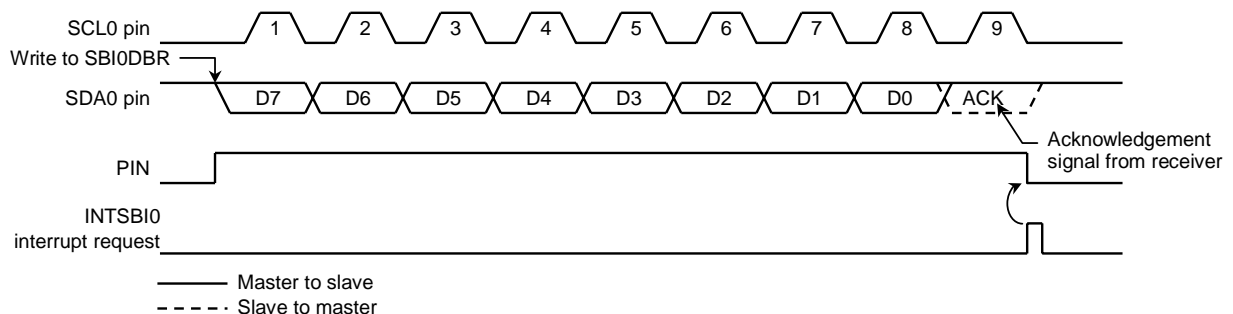 SCL0 pin
1 2 3 4 5 6 7 8 9
Write to SBI0DBR
SDA0 pin
D7 D6 D5 D4 D3 D2 D1 D0 ACK
Acknowledgement
signal from receiver
PIN
INTSBI0
interrupt request
Master to slave
Slave to master